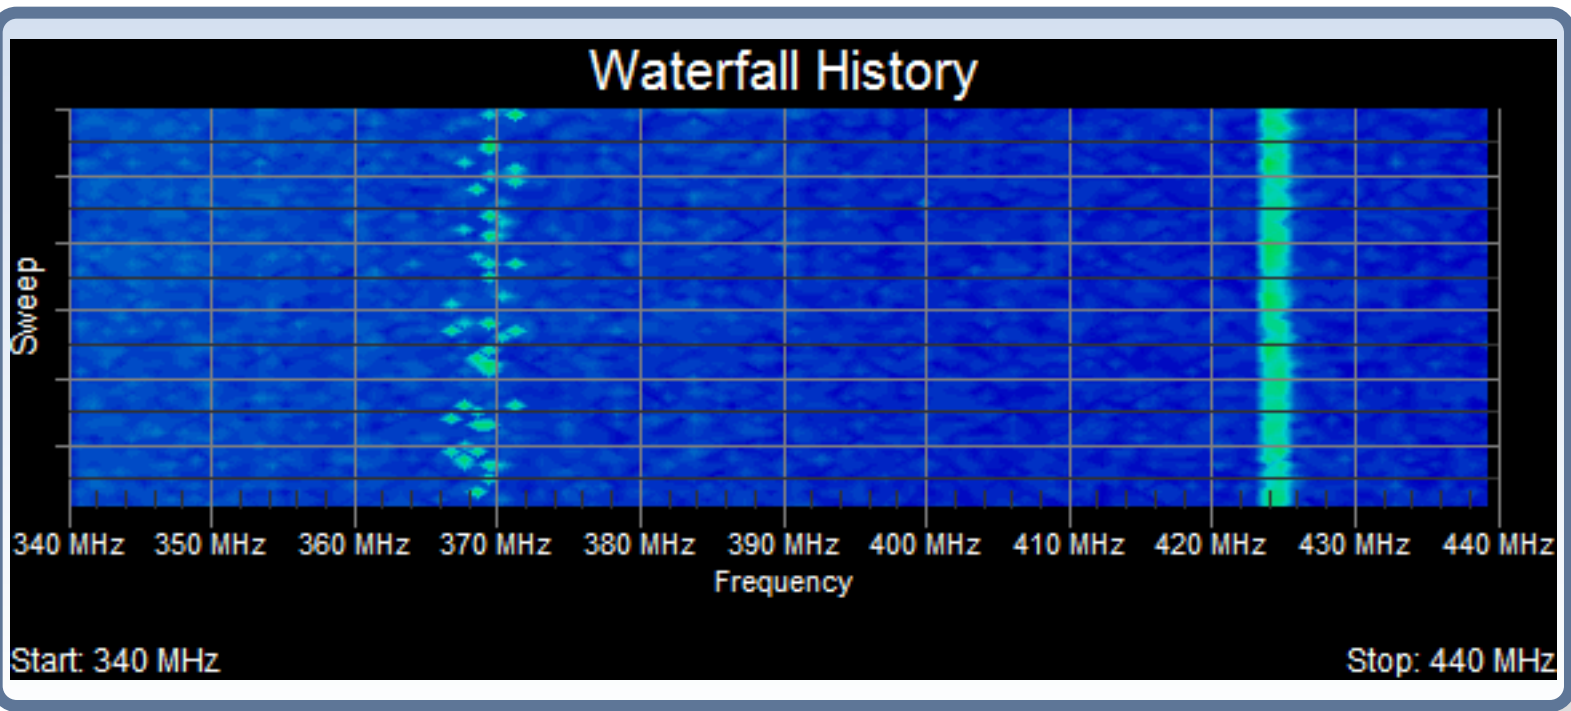 Waterfall History
Sweep
340 MHz 350 MHz 360 MHz 370 MHz 380 MHz 390 MHz 400 MHz 410 MHz 420 MHz 430 MHz 440 MHz
Frequency
Start: 340 MHz Stop: 440 MHz